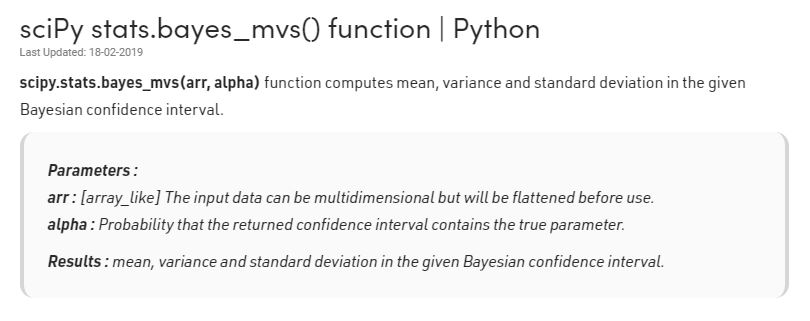 sciPy stats.bayes_mvs() function | Python
Last Updated: 18-02-2019
scipy.stats.bayes_mvs(arr, alpha) function computes mean, variance and standard deviation in the given
Bayesian confidence interval.
Parameters :
arr : [array_like] The input data can be multidimensional but will be flattened before use.
alpha : Probability that the returned confidence interval contains the true parameter.
Results : mean, variance and standard deviation in the given Bayesian confidence interval.